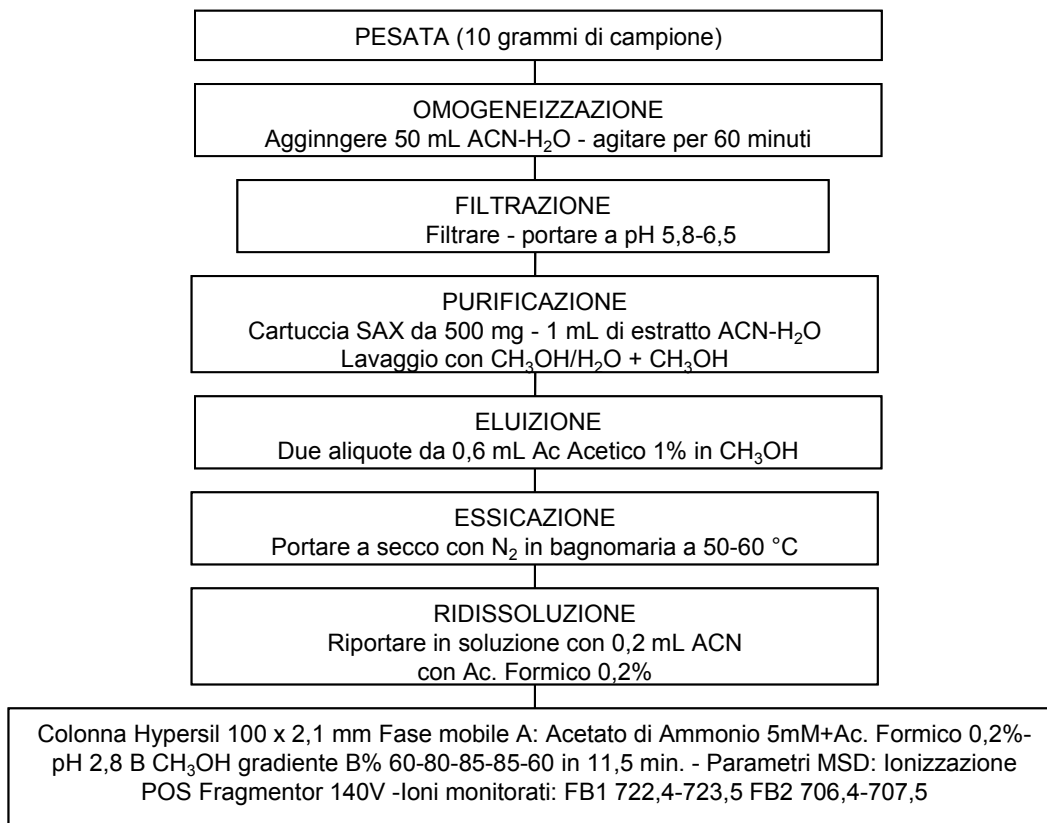 PESATA (10 grammi di campione)
OMOGENEIZZAZIONE
Agginngere 50 mL ACN-H₂O - agitare per 60 minuti
FILTRAZIONE
Filtrare - portare a pH 5,8-6,5
PURIFICAZIONE
Cartuccia SAX da 500 mg - 1 mL di estratto ACN-H₂O
Lavaggio con CH₃OH/H₂O + CH₃OH
ELUIZIONE
Due aliquote da 0,6 mL Ac Acetico 1% in CH₃OH
ESSICAZIONE
Portare a secco con N₂ in bagnomaria a 50-60 °C
RIDISSOLUZIONE
Riportare in soluzione con 0,2 mL ACN
con Ac. Formico 0,2%
Colonna Hypersil 100 x 2,1 mm Fase mobile A: Acetato di Ammonio 5mM+Ac. Formico 0,2%-
pH 2,8 B CH₃OH gradiente B% 60-80-85-85-60 in 11,5 min. - Parametri MSD: Ionizzazione
POS Fragmentor 140V -Ioni monitorati: FB1 722,4-723,5 FB2 706,4-707,5